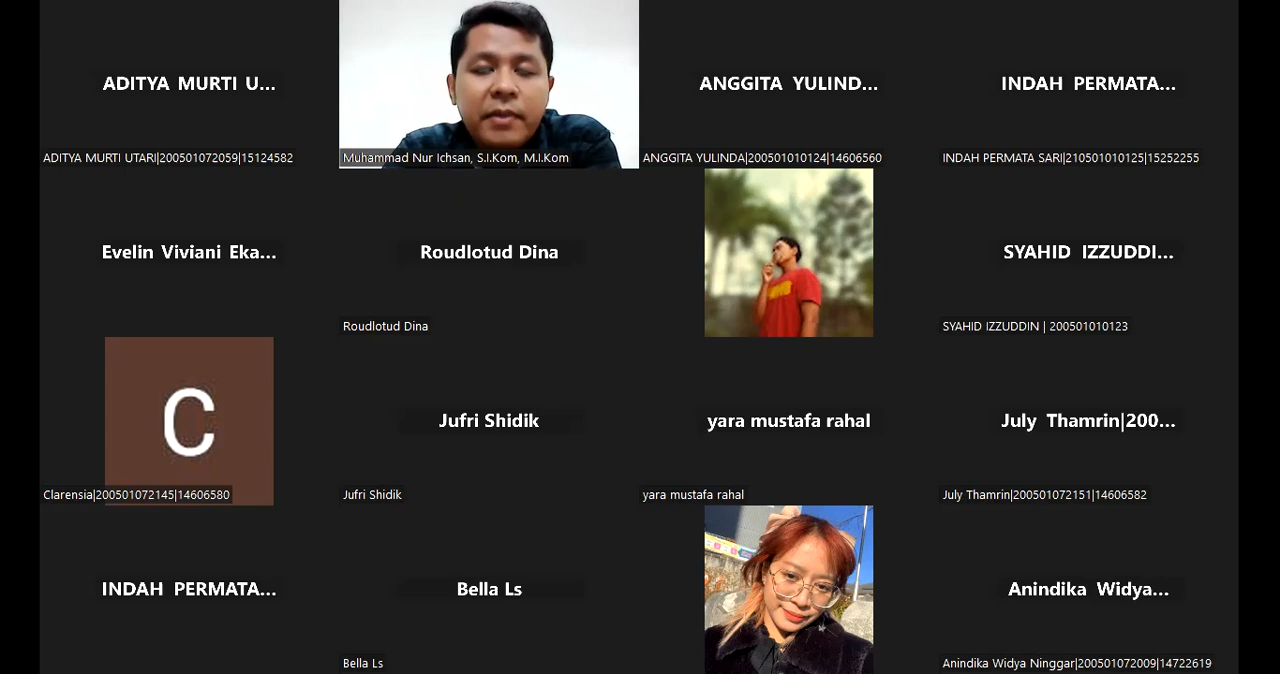 ADITYA MURTI U...
ADITYA MURTI UTARI|200501072059|15124582
Muhammad Nur Ichsan, S.I.Kom, M.I.Kom
ANGGITA YULIND...
ANGGITA YULINDA|200501010124|14606560
INDAH PERMATA...
INDAH PERMATA SARI|210501010125|15252255
Evelin Viviani Eka...
Roudlotud Dina
Roudlotud Dina
SYAHID IZZUDDI...
SYAHID IZZUDDIN | 200501010123
C
Clarensia|200501072145|14606580
Jufri Shidik
Jufri Shidik
yara mustafa rahal
yara mustafa rahal
July Thamrin|200...
July Thamrin|200501072151|14606582
INDAH PERMATA...
Bella Ls
Bella Ls
Anindika Widya...
Anindika Widya Ninggar|200501072009|14722619